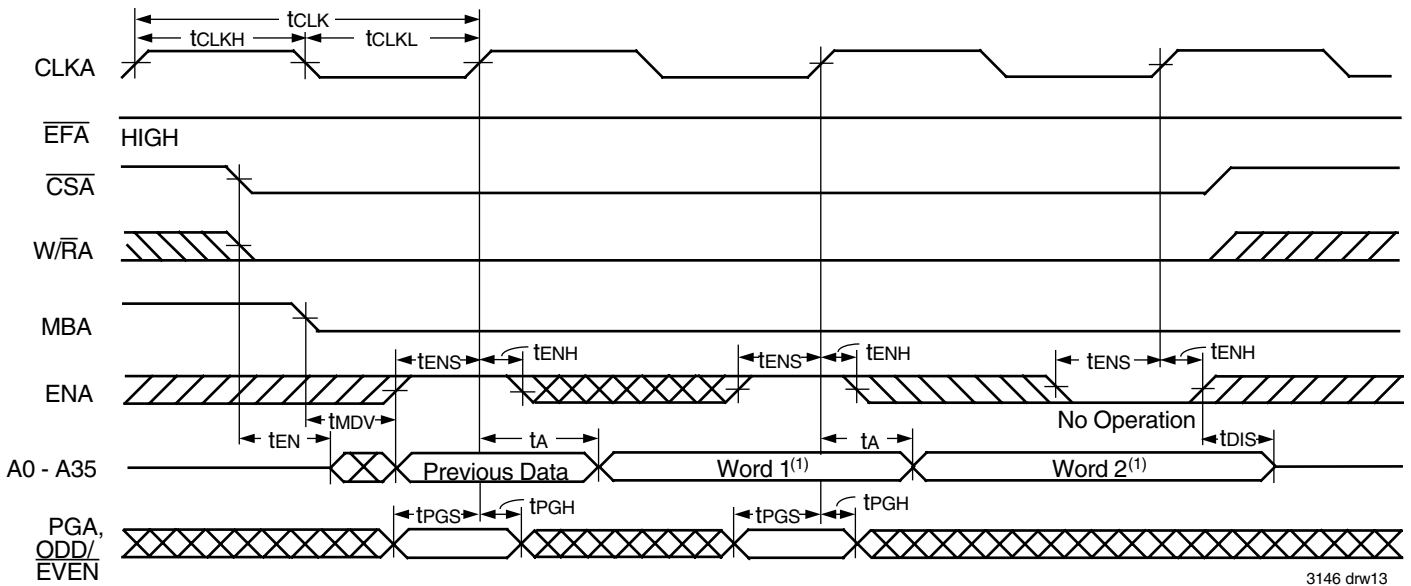 tCLK
tCLKH
tCLKL
CLKA
EFA
HIGH
CSA
W/RA
MBA
tENS
tENH
tENS
tENH
tENS
tENH
ENA
No Operation
tMDV
tEN
tA
tA
tDIS
A0 - A35
Previous Data
Word 1(1)
Word 2(1)
tPGS
tPGH
tPGS
tPGH
PGA,
ODD/
EVEN
3146 drw13